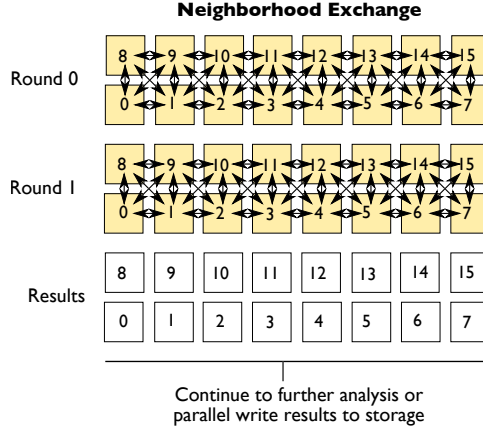 Neighborhood Exchange
8 9 10 11 12 13 14 15
Round 0
0 1 2 3 4 5 6 7
8 9 10 11 12 13 14 15
Round 1
0 1 2 3 4 5 6 7
8 9 10 11 12 13 14 15
Results
0 1 2 3 4 5 6 7
Continue to further analysis or
parallel write results to storage